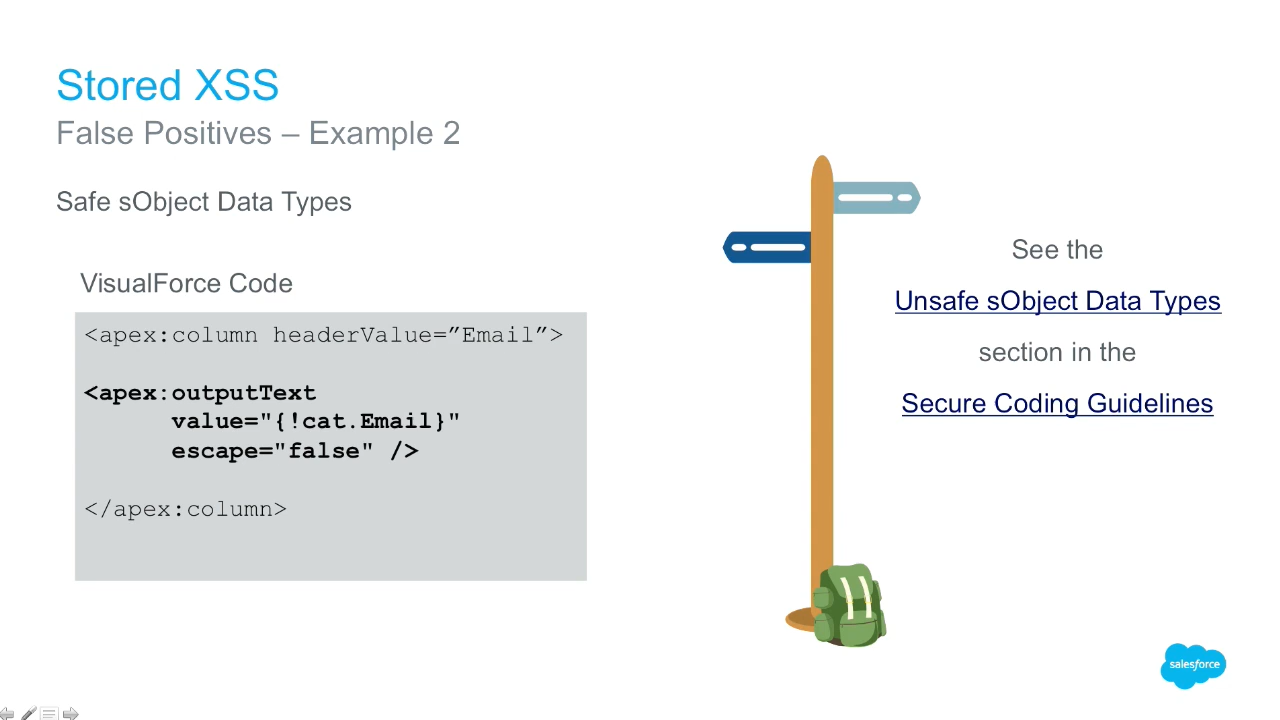 Stored XSS
False Positives – Example 2
Safe sObject Data Types
VisualForce Code
<apex:column headerValue=”Email”>
<apex:outputText
value="{!cat.Email}"
escape="false" />
</apex:column>
See the
Unsafe sObject Data Types
section in the
Secure Coding Guidelines
salesforce